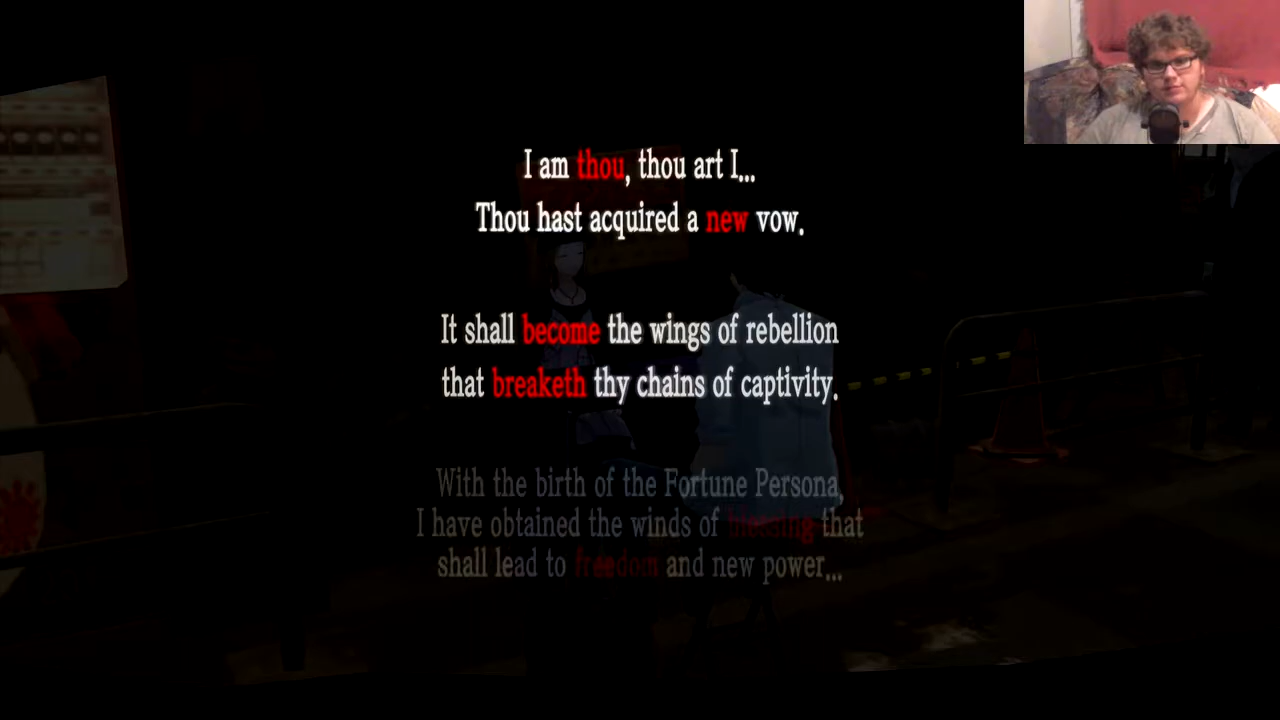 I am thou, thou art I...
Thou hast acquired a new vow.
It shall become the wings of rebellion
that breaketh thy chains of captivity.
With the birth of the Fortune Persona,
I have obtained the winds of blessing that
shall lead to freedom and new power...